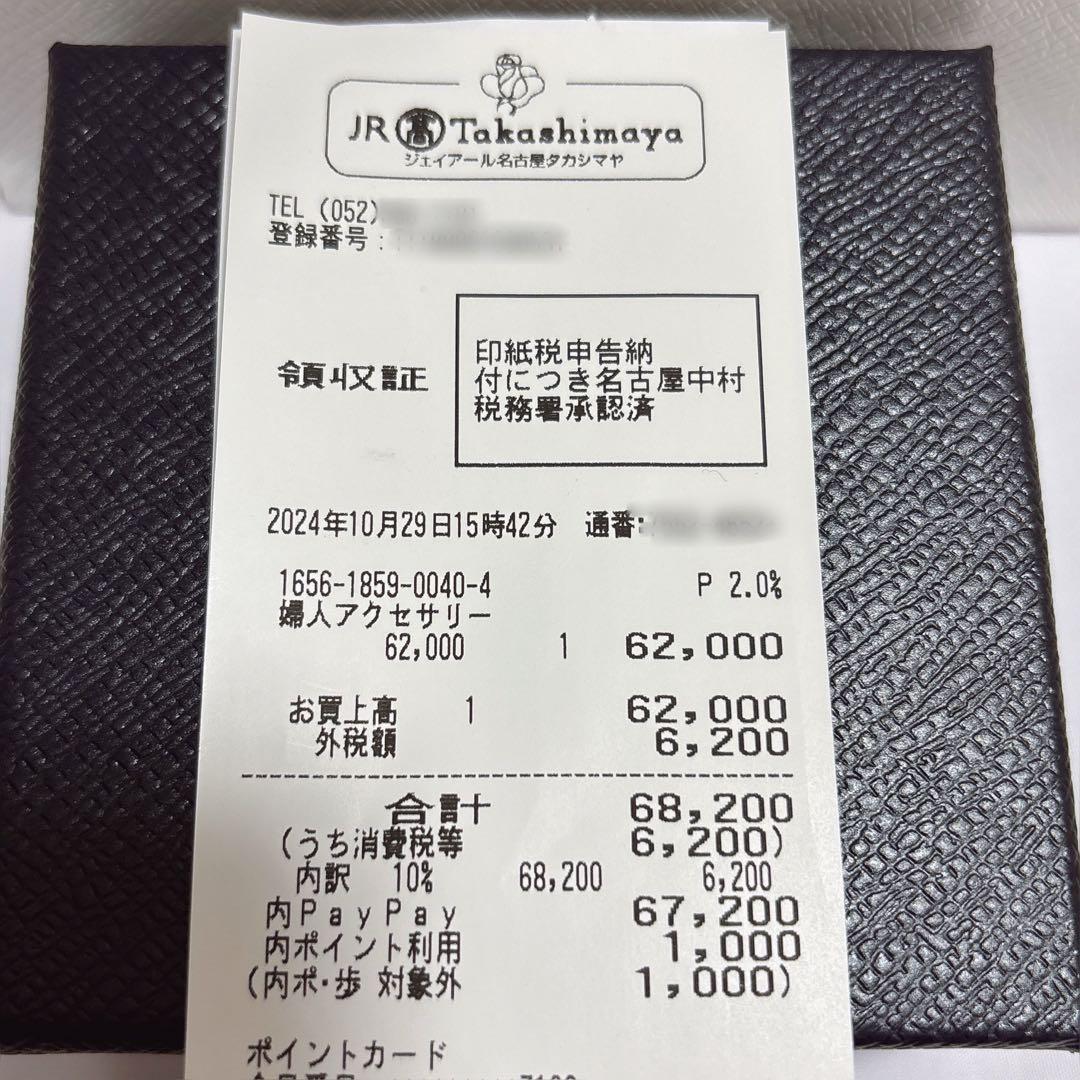 JR 髙 Takashimaya
ジェイアール名古屋タカシマヤ
TEL (052)
登録番号:
領収証
印紙税申告納
付につき名古屋中村
税務署承認済
2024年10月29日15時42分 通番:
1656-1859-0040-4 P 2.0%
婦人アクセサリー
62,000 1 62,000
お買上高 1 62,000
外税額 6,200
合計 68,200
(うち消費税等 6,200)
内訳 10% 68,200 6,200
内PayPay 67,200
内ポイント利用 1,000
(内ポ・歩 対象外 1,000)
ポイントカード